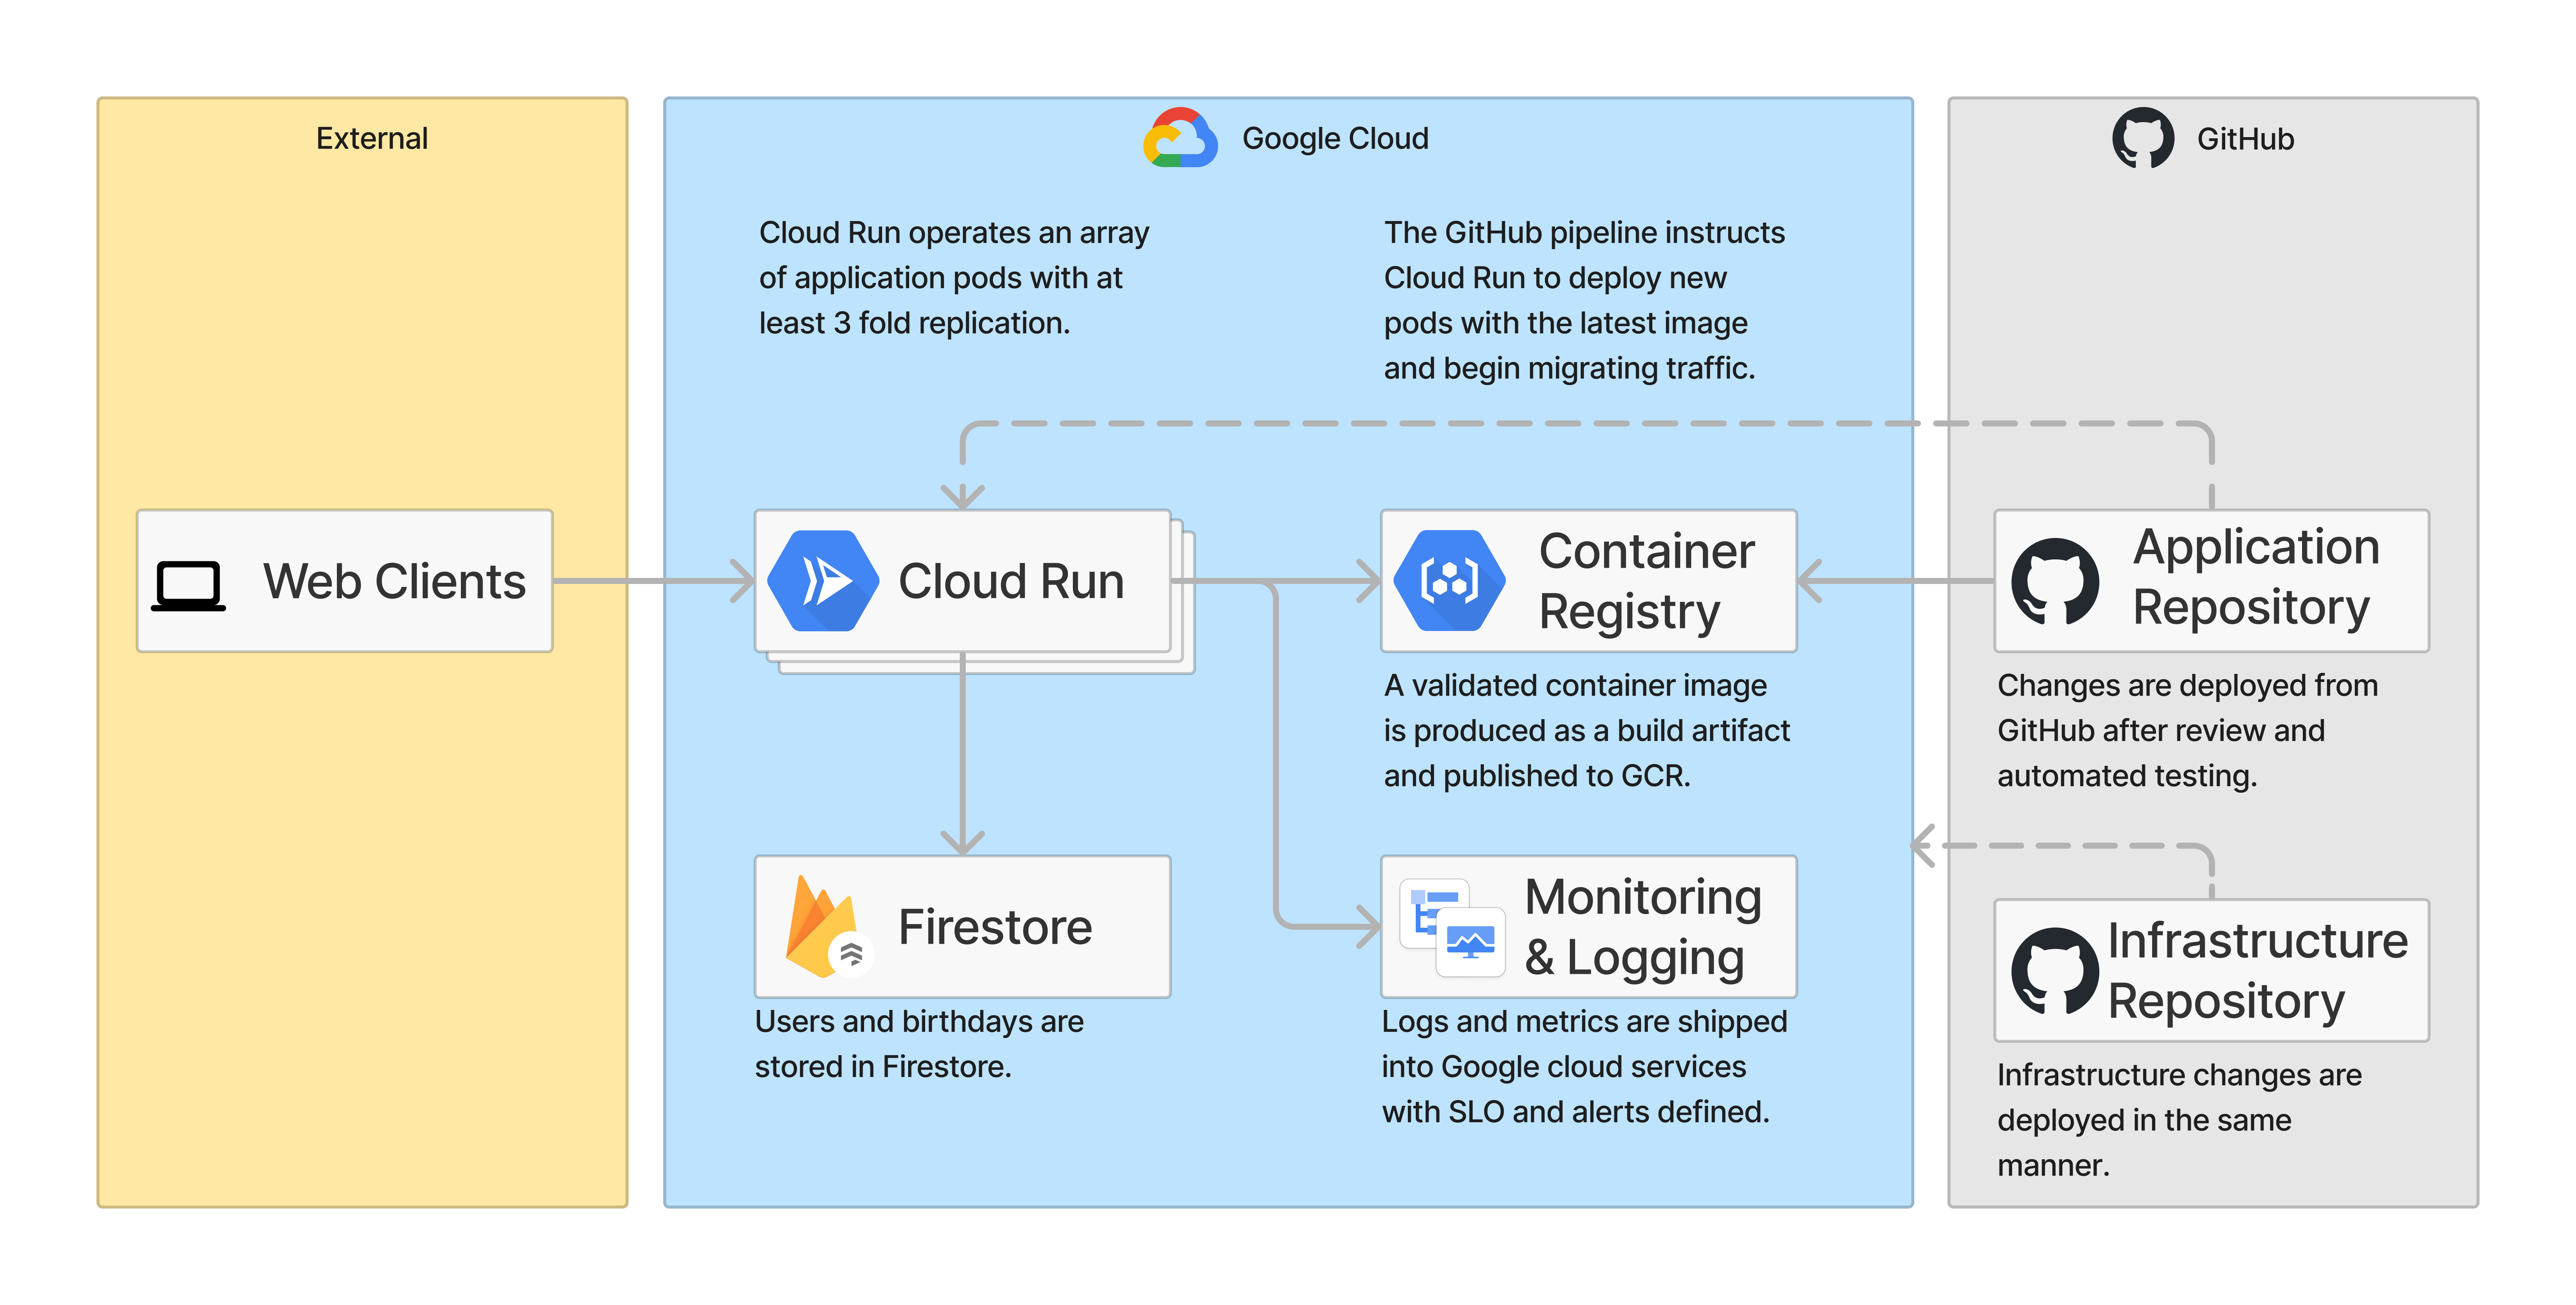 External
Google Cloud
GitHub
Cloud Run operates an array
of application pods with at
least 3 fold replication.
The GitHub pipeline instructs
Cloud Run to deploy new
pods with the latest image
and begin migrating traffic.
Web Clients
Cloud Run
Container
Registry
Application
Repository
A validated container image
is produced as a build artifact
and published to GCR.
Changes are deployed from
GitHub after review and
automated testing.
Firestore
Monitoring
& Logging
Infrastructure
Repository
Users and birthdays are
stored in Firestore.
Logs and metrics are shipped
into Google cloud services
with SLO and alerts defined.
Infrastructure changes are
deployed in the same
manner.